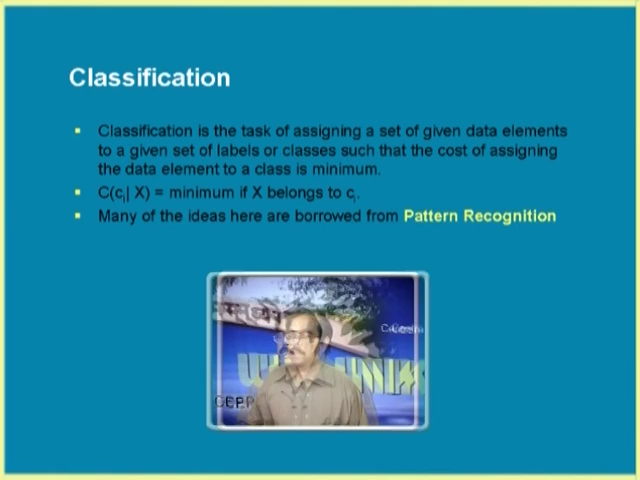 Classification
Classification is the task of assigning a set of given data elements
to a given set of labels or classes such that the cost of assigning
the data element to a class is minimum.
C(ci| X) = minimum if X belongs to ci.
Many of the ideas here are borrowed from Pattern Recognition